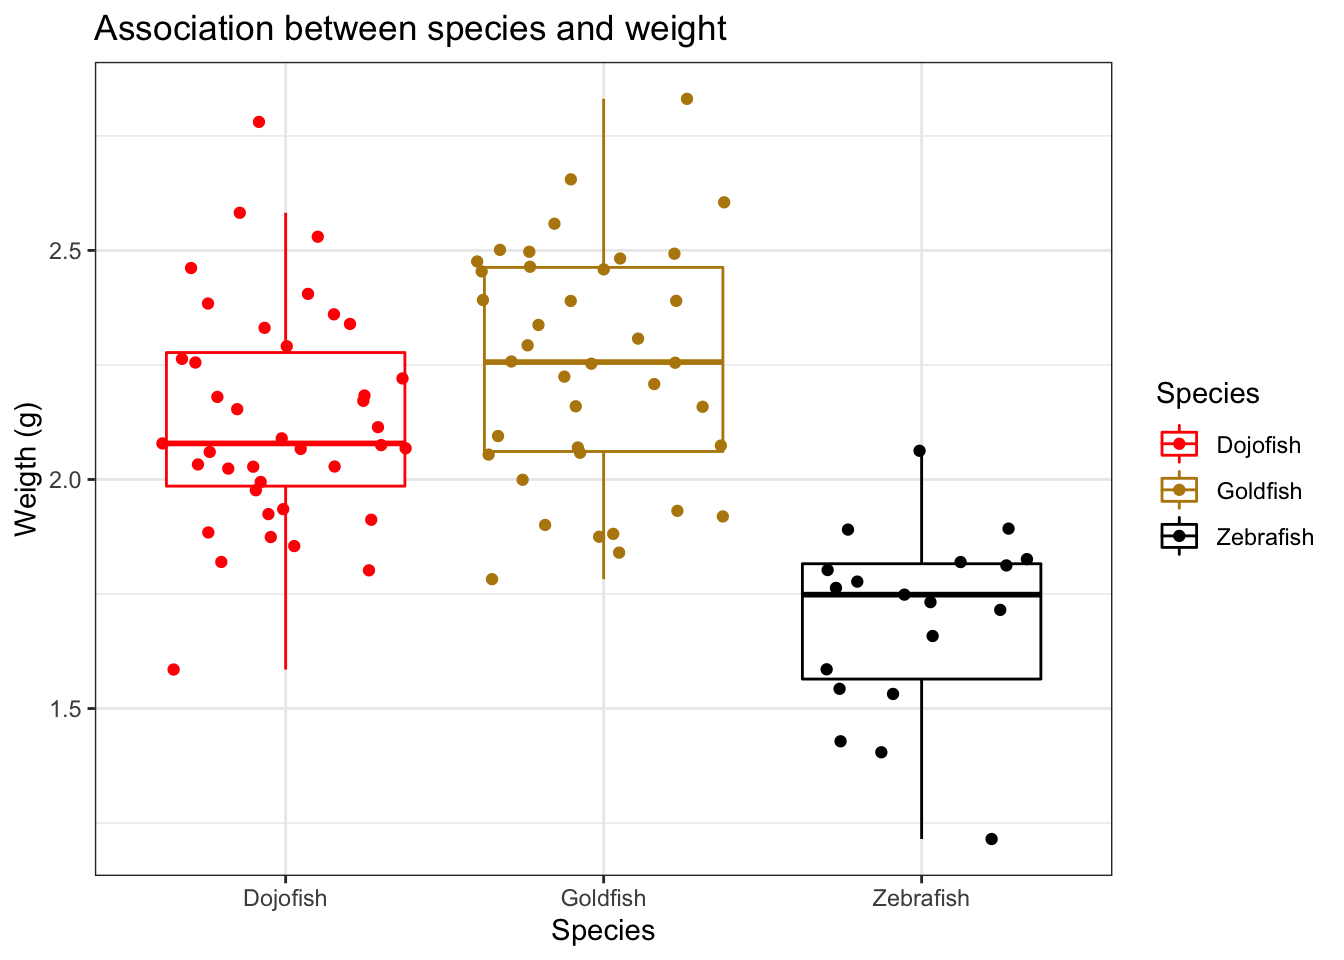 Association between species and weight
Weigth (g)
2.5
2.0
1.5
Dojofish
Goldfish
Zebrafish
Species
Species
Dojofish
Goldfish
Zebrafish